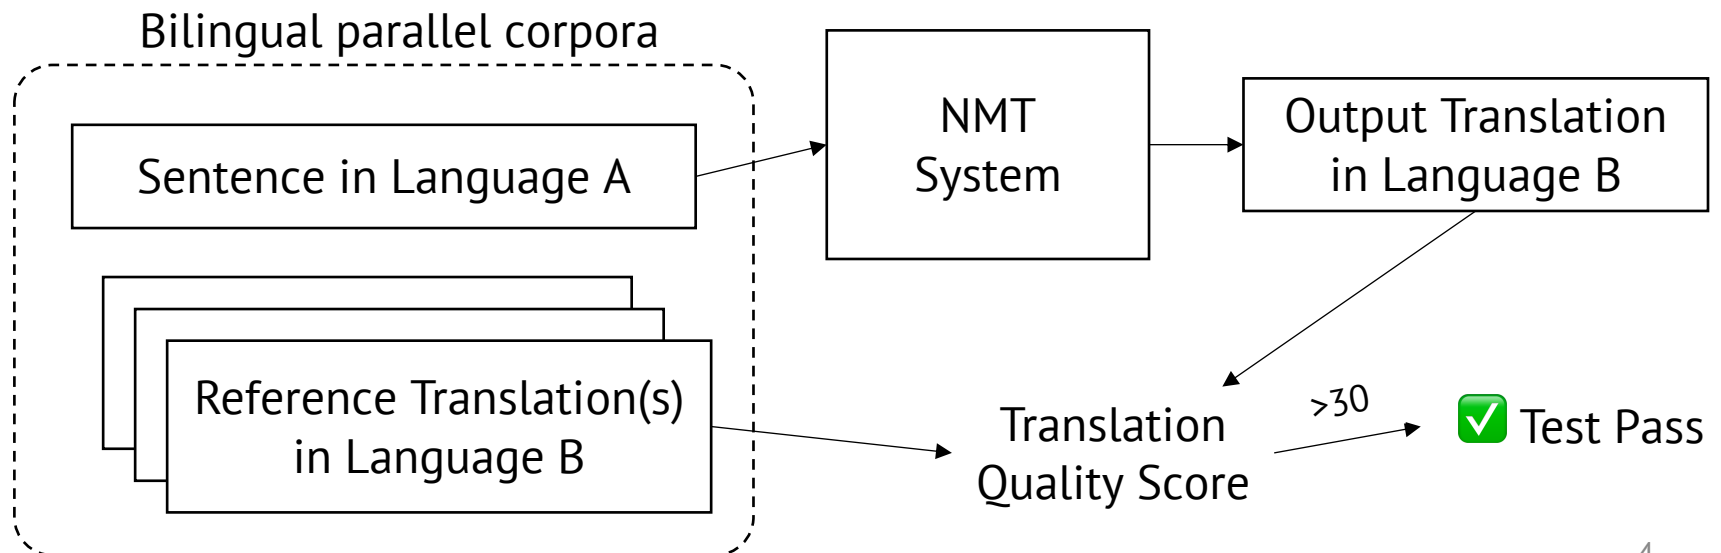 Bilingual parallel corpora
Sentence in Language A
NMT
System
Output Translation
in Language B
Reference Translation(s)
in Language B
Translation
Quality Score
>30
✅ Test Pass
4